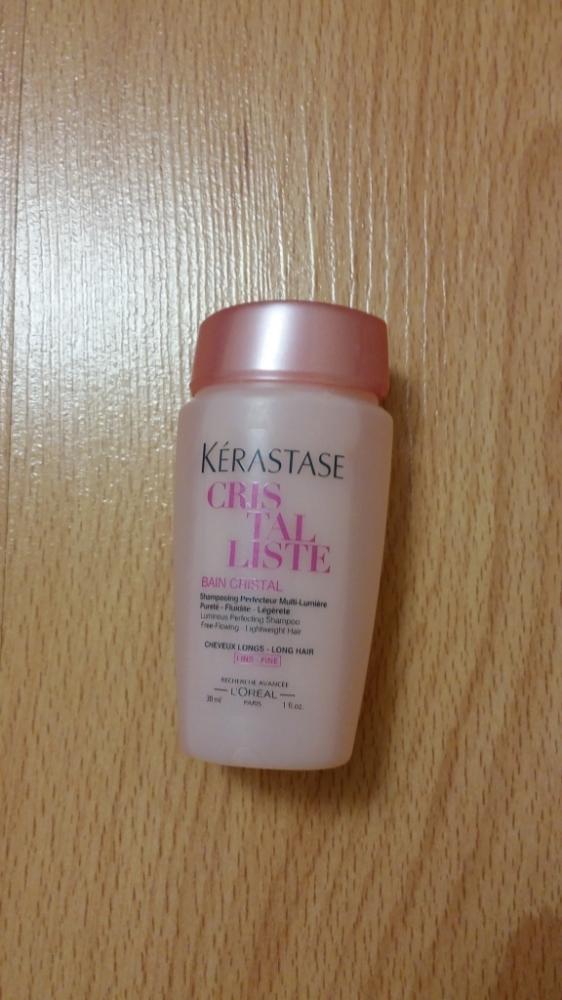 KÉRASTASE
CRIS
TAL
LISTE
BAIN CRISTAL
Shampooing Perfecteur Multi-Lumière
Pureté - Fluidité - Légèreté
Luminous Perfecting Shampoo
Free-Flowing - Lightweight Hair
CHEVEUX LONGS - LONG HAIR
FINS - FINE
RECHERCHE AVANCÉE
L'ORÉAL
PARIS
30 ml
1 fl.oz.